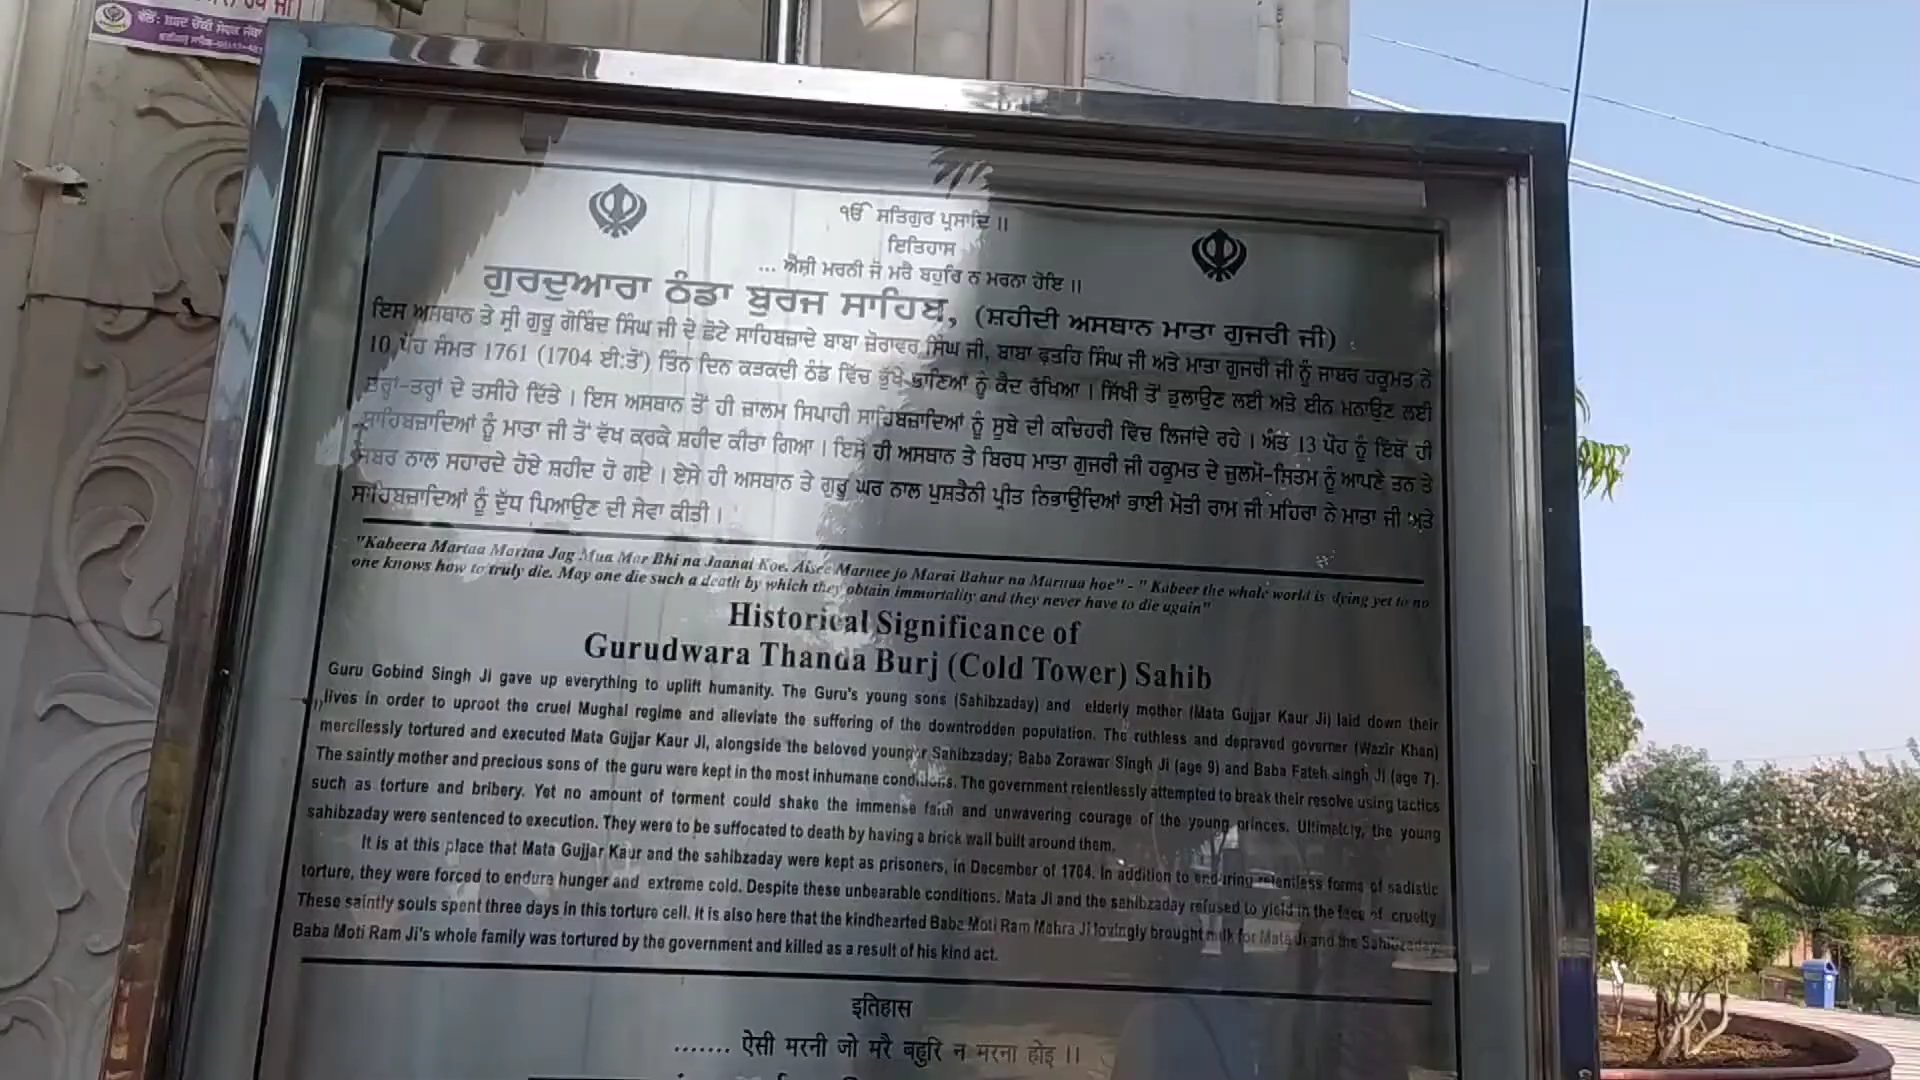 ਵੱਲੋਂ: ਸ਼ਬਦ ਚੌਂਕੀ ਸੇਵਕ ਜੱਥਾ
ੴ ਸਤਿਗੁਰ ਪ੍ਰਸਾਦਿ ॥
ਇਤਿਹਾਸ
... ਐਸੀ ਮਰਨੀ ਜੋ ਮਰੈ ਬਹੁਰਿ ਨ ਮਰਨਾ ਹੋਇ ॥
ਗੁਰਦੁਆਰਾ ਠੰਡਾ ਬੁਰਜ ਸਾਹਿਬ, (ਸ਼ਹੀਦੀ ਅਸਥਾਨ ਮਾਤਾ ਗੁਜਰੀ ਜੀ)
ਇਸ ਅਸਥਾਨ ਤੇ ਸ੍ਰੀ ਗੁਰੂ ਗੋਬਿੰਦ ਸਿੰਘ ਜੀ ਦੇ ਛੋਟੇ ਸਾਹਿਬਜ਼ਾਦੇ ਬਾਬਾ ਜ਼ੋਰਾਵਰ ਸਿੰਘ ਜੀ, ਬਾਬਾ ਫ਼ਤਹਿ ਸਿੰਘ ਜੀ ਅਤੇ ਮਾਤਾ ਗੁਜਰੀ ਜੀ ਨੂੰ ਜਾਬਰ ਹਕੂਮਤ ਨੇ
10 ਪੋਹ ਸੰਮਤ 1761 (1704 ਈ:ਤੋਂ) ਤਿੰਨ ਦਿਨ ਕੜਕਦੀ ਠੰਡ ਵਿੱਚ ਭੁੱਖੇ-ਭਾਣਿਆਂ ਨੂੰ ਕੈਦ ਰੱਖਿਆ । ਸਿੱਖੀ ਤੋਂ ਡੁਲਾਉਣ ਲਈ ਅਤੇ ਈਨ ਮਨਾਉਣ ਲਈ
ਤਰ੍ਹਾਂ-ਤਰ੍ਹਾਂ ਦੇ ਤਸੀਹੇ ਦਿੱਤੇ । ਇਸ ਅਸਥਾਨ ਤੋਂ ਹੀ ਜ਼ਾਲਮ ਸਿਪਾਹੀ ਸਾਹਿਬਜ਼ਾਦਿਆਂ ਨੂੰ ਸੂਬੇ ਦੀ ਕਚਿਹਰੀ ਵਿੱਚ ਲਿਜਾਂਦੇ ਰਹੇ । ਅੰਤ 13 ਪੋਹ ਨੂੰ ਇੱਥੋਂ ਹੀ
ਸਾਹਿਬਜ਼ਾਦਿਆਂ ਨੂੰ ਮਾਤਾ ਜੀ ਤੋਂ ਵੱਖ ਕਰਕੇ ਸ਼ਹੀਦ ਕੀਤਾ ਗਿਆ । ਇਸੇ ਹੀ ਅਸਥਾਨ ਤੇ ਬਿਰਧ ਮਾਤਾ ਗੁਜਰੀ ਜੀ ਹਕੂਮਤ ਦੇ ਜ਼ੁਲਮੋ-ਸਿਤਮ ਨੂੰ ਆਪਣੇ ਤਨ ਤੇ
ਸਬਰ ਨਾਲ ਸਹਾਰਦੇ ਹੋਏ ਸ਼ਹੀਦ ਹੋ ਗਏ । ਏਸੇ ਹੀ ਅਸਥਾਨ ਤੇ ਗੁਰੂ ਘਰ ਨਾਲ ਪੁਸ਼ਤੈਨੀ ਪ੍ਰੀਤ ਨਿਭਾਉਂਦਿਆਂ ਭਾਈ ਮੋਤੀ ਰਾਮ ਜੀ ਮਹਿਰਾ ਨੇ ਮਾਤਾ ਜੀ ਅਤੇ
ਸਾਹਿਬਜ਼ਾਦਿਆਂ ਨੂੰ ਦੁੱਧ ਪਿਆਉਣ ਦੀ ਸੇਵਾ ਕੀਤੀ ।
"Kabeera Martaa Martaa Jag Mua Mar Bhi na Jaanai Koe. Aisee Marnee jo Marai Bahur na Marnaa hoe" - " Kabeer the whole world is dying yet to no
one knows how to truly die. May one die such a death by which they obtain immortality and they never have to die again"
Historical Significance of
Gurudwara Thanda Burj (Cold Tower) Sahib
Guru Gobind Singh Ji gave up everything to uplift humanity. The Guru's young sons (Sahibzaday) and elderly mother (Mata Gujjar Kaur Ji) laid down their
lives in order to uproot the cruel Mughal regime and alleviate the suffering of the downtrodden population. The ruthless and depraved governer (Wazir Khan)
mercilessly tortured and executed Mata Gujjar Kaur Ji, alongside the beloved younger Sahibzaday; Baba Zorawar Singh Ji (age 9) and Baba Fateh singh Ji (age 7).
The saintly mother and precious sons of the guru were kept in the most inhumane conditions. The government relentlessly attempted to break their resolve using tactics
such as torture and bribery. Yet no amount of torment could shake the immense faith and unwavering courage of the young princes. Ultimately, the young
sahibzaday were sentenced to execution. They were to be suffocated to death by having a brick wall built around them.
It is at this place that Mata Gujjar Kaur and the sahibzaday were kept as prisoners, in December of 1704. In addition to enduring relentless forms of sadistic
torture, they were forced to endure hunger and extreme cold. Despite these unbearable conditions. Mata Ji and the sahibzaday refused to yield in the face of cruelty
These saintly souls spent three days in this torture cell. It is also here that the kindhearted Baba Moti Ram Mahra Ji lovingly brought milk for Mata Ji and the Sahibzaday.
Baba Moti Ram Ji's whole family was tortured by the government and killed as a result of his kind act.
इतिहास
....... ऐसी मरनी जो मरै बहुरि न मरना होइ ।।